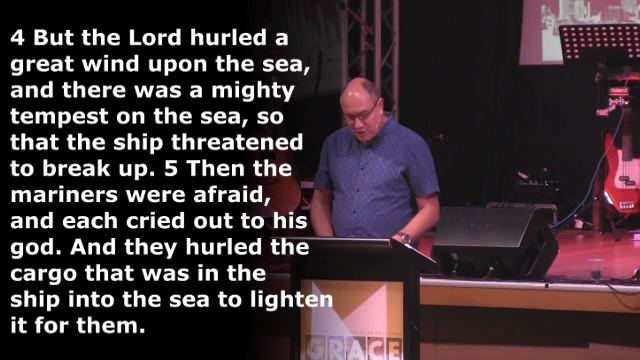 4 But the Lord hurled a
great wind upon the sea,
and there was a mighty
tempest on the sea, so
that the ship threatened
to break up. 5 Then the
mariners were afraid,
and each cried out to his
god. And they hurled the
cargo that was in the
ship into the sea to lighten
it for them.
GRACE